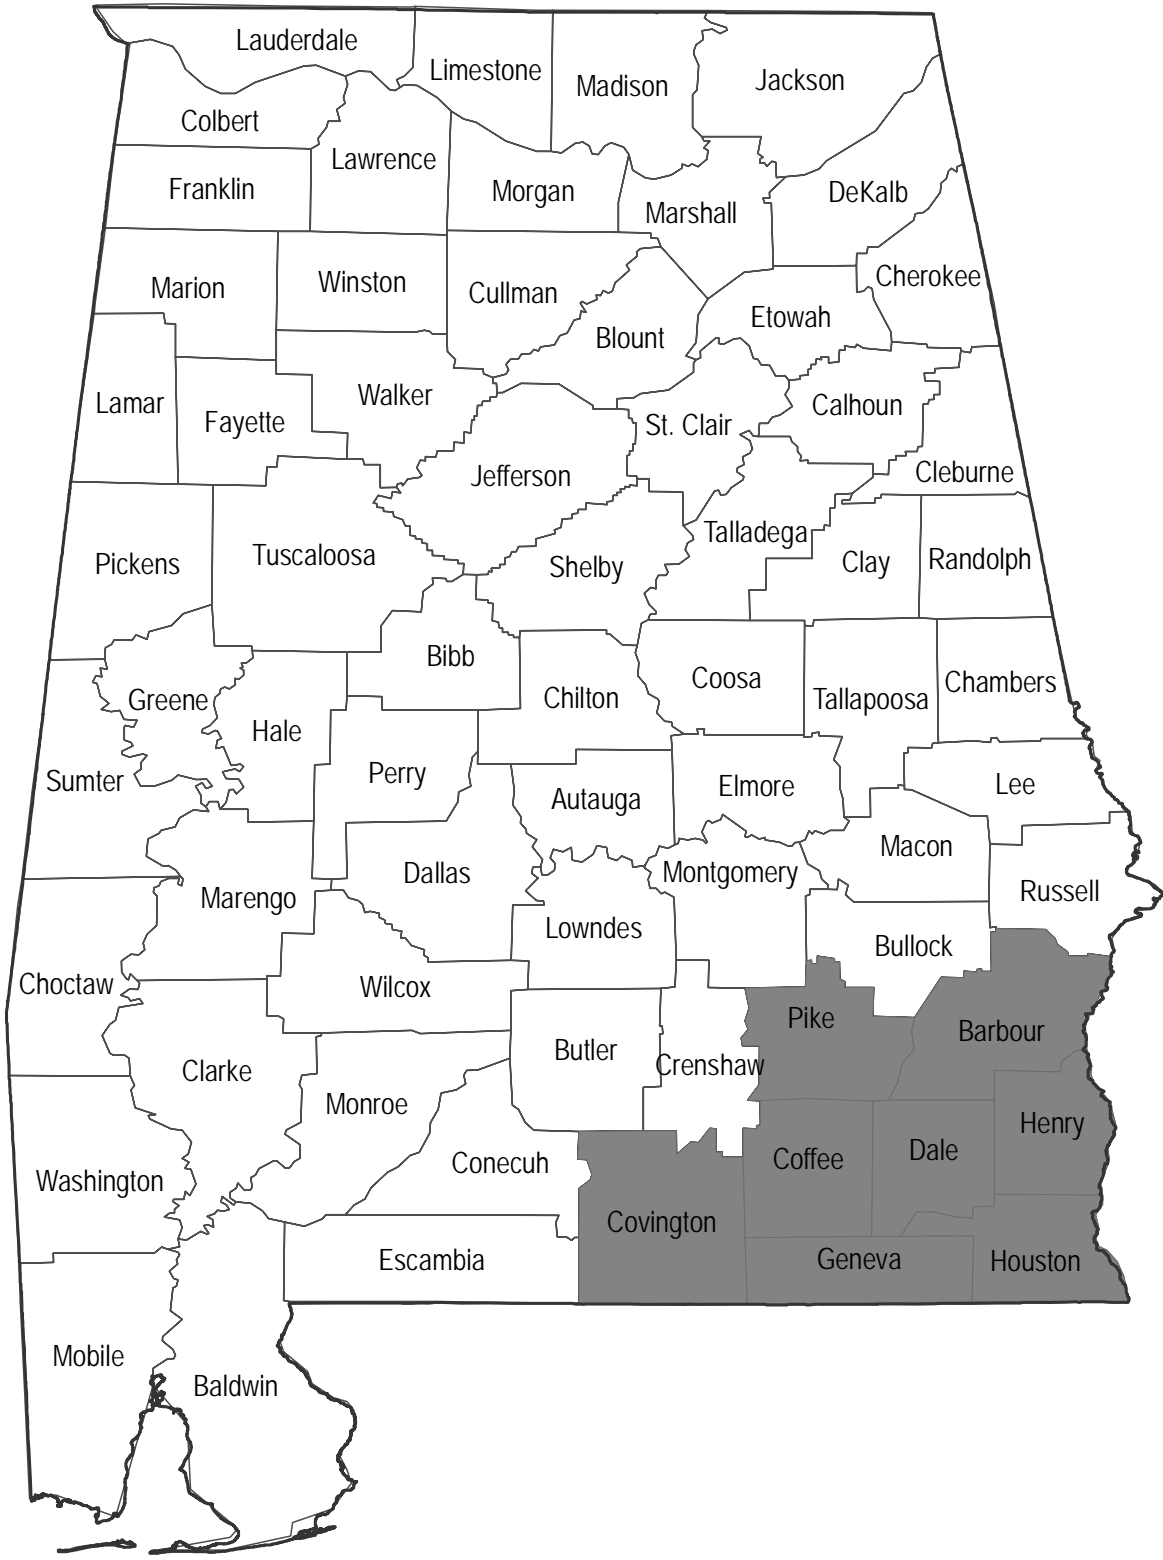 Lauderdale
Limestone
Madison
Jackson
Colbert
Lawrence
Franklin
Morgan
DeKalb
Marshall
Cherokee
Marion
Winston
Cullman
Etowah
Blount
Lamar
Walker
Calhoun
Fayette
St. Clair
Jefferson
Cleburne
Talladega
Pickens
Tuscaloosa
Shelby
Clay
Randolph
Bibb
Coosa
Chambers
Greene
Chilton
Tallapoosa
Hale
Sumter
Perry
Autauga
Elmore
Lee
Macon
Dallas
Montgomery
Russell
Marengo
Lowndes
Bullock
Choctaw
Wilcox
Pike
Barbour
Butler
Crenshaw
Clarke
Monroe
Henry
Washington
Conecuh
Coffee
Dale
Covington
Escambia
Geneva
Houston
Mobile
Baldwin